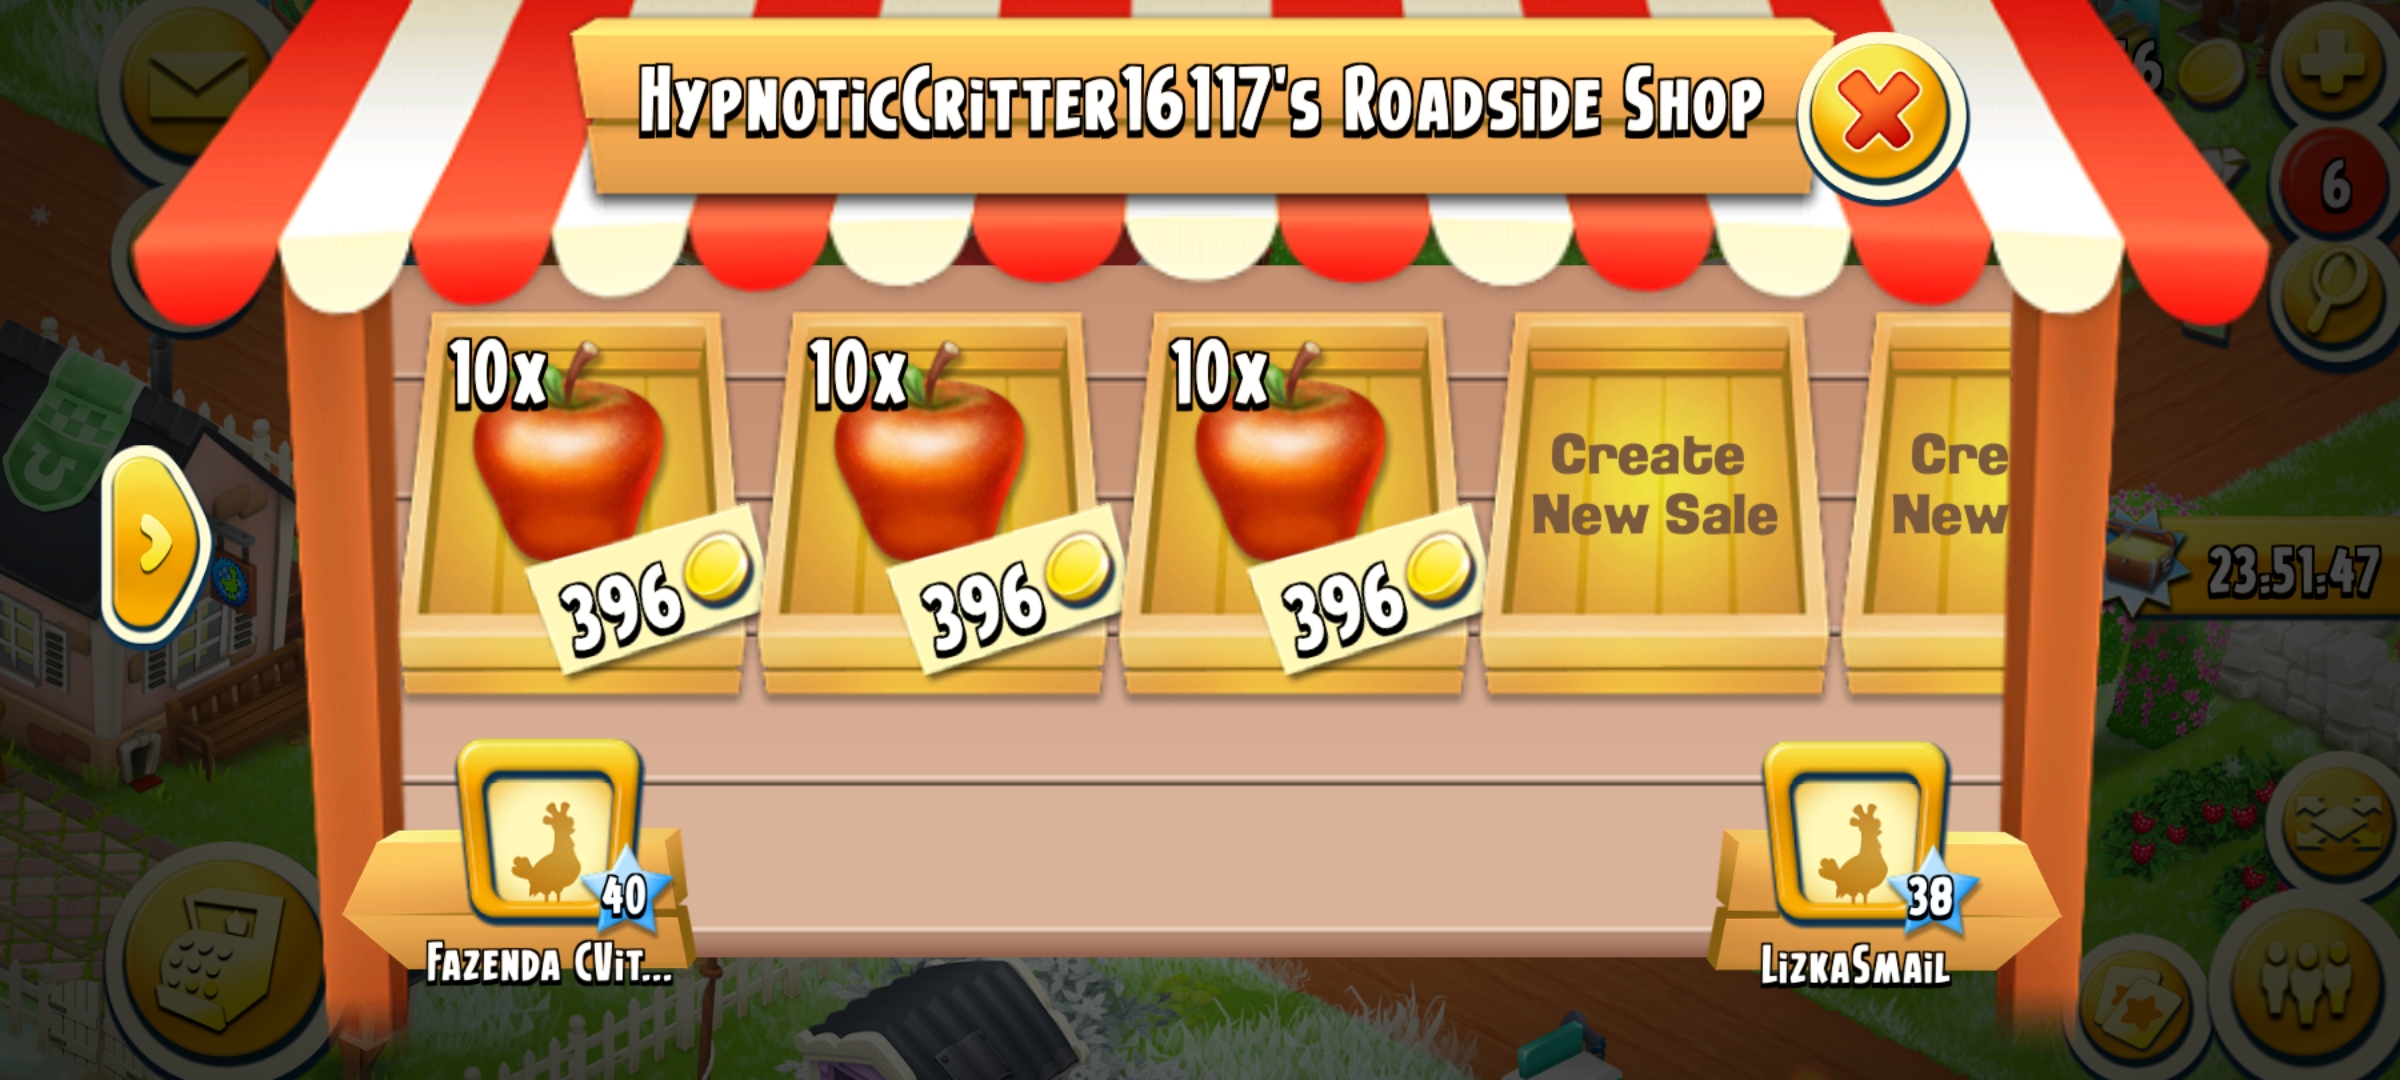 HypnoticCritter16117's Roadside Shop
6
6
10x
10x
10x
Create
New Sale
Cre
New
396
396
396
23:51:47
40
38
Fazenda CVit...
LizkaSmail